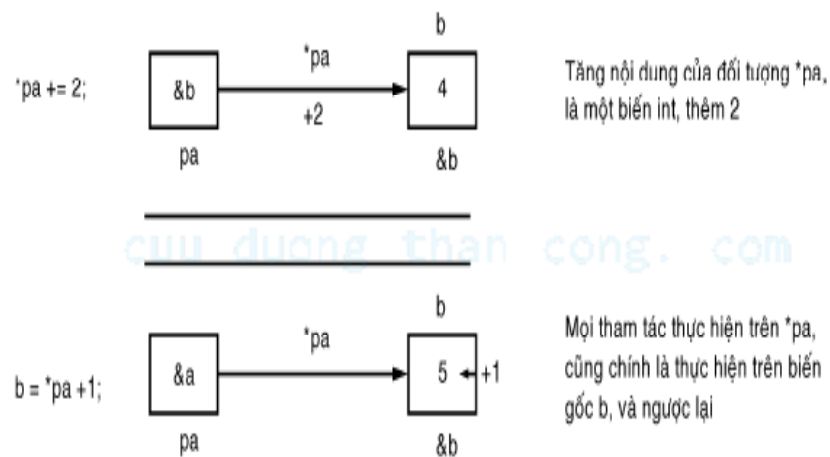 b
*pa += 2;
&b
*pa
+2
4
Tăng nội dung của đối tượng *pa,
là một biến int, thêm 2
pa
&b
cuu duong than cong. com
b
b = *pa +1;
&a
*pa
5
+1
Mọi tham tác thực hiện trên *pa,
cũng chính là thực hiện trên biến
gốc b, và ngược lại
pa
&b